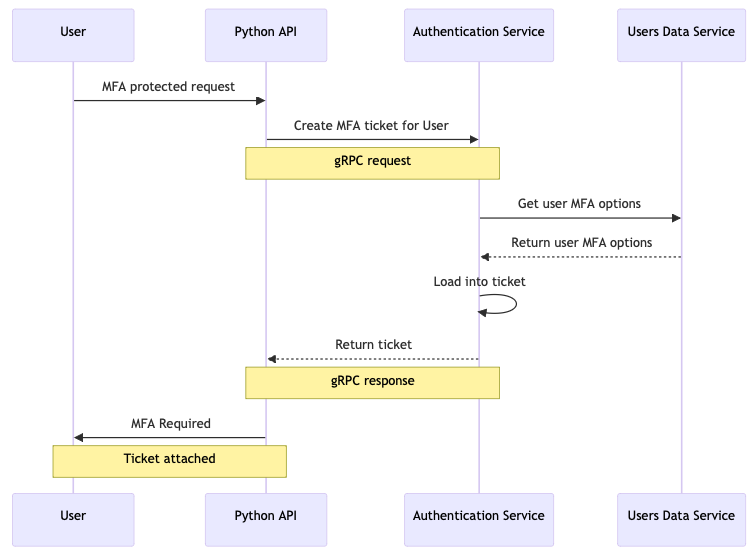 User
Python API
Authentication Service
Users Data Service
MFA protected request
Create MFA ticket for User
gRPC request
Get user MFA options
Return user MFA options
Load into ticket
Return ticket
gRPC response
MFA Required
Ticket attached
User
Python API
Authentication Service
Users Data Service